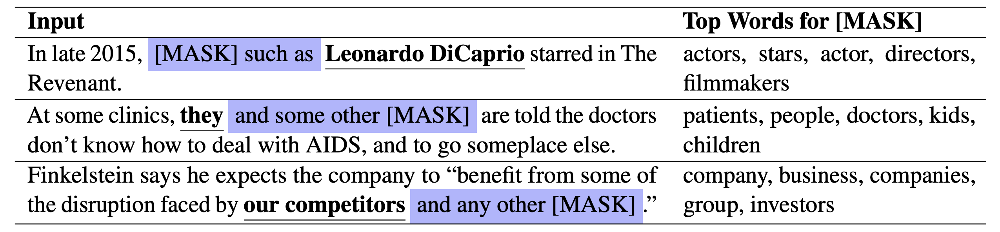 Input
Top Words for [MASK]
In late 2015, [MASK] such as Leonardo DiCaprio starred in The
Revenant.
actors, stars, actor, directors,
filmmakers
At some clinics, they and some other [MASK] are told the doctors
don’t know how to deal with AIDS, and to go someplace else.
patients, people, doctors, kids,
children
Finkelstein says he expects the company to “benefit from some of
the disruption faced by our competitors and any other [MASK] .”
company, business, companies,
group, investors